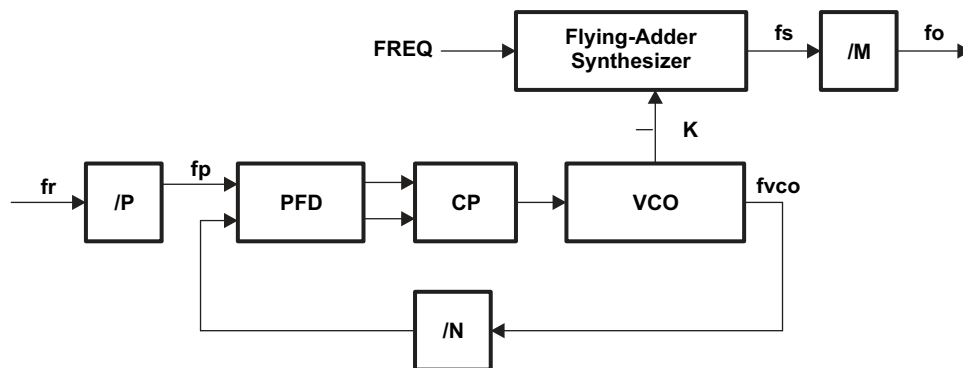 FREQ
Flying-Adder
Synthesizer
fs
/M
fo
K
fr
/P
fp
PFD
CP
VCO
fvco
/N